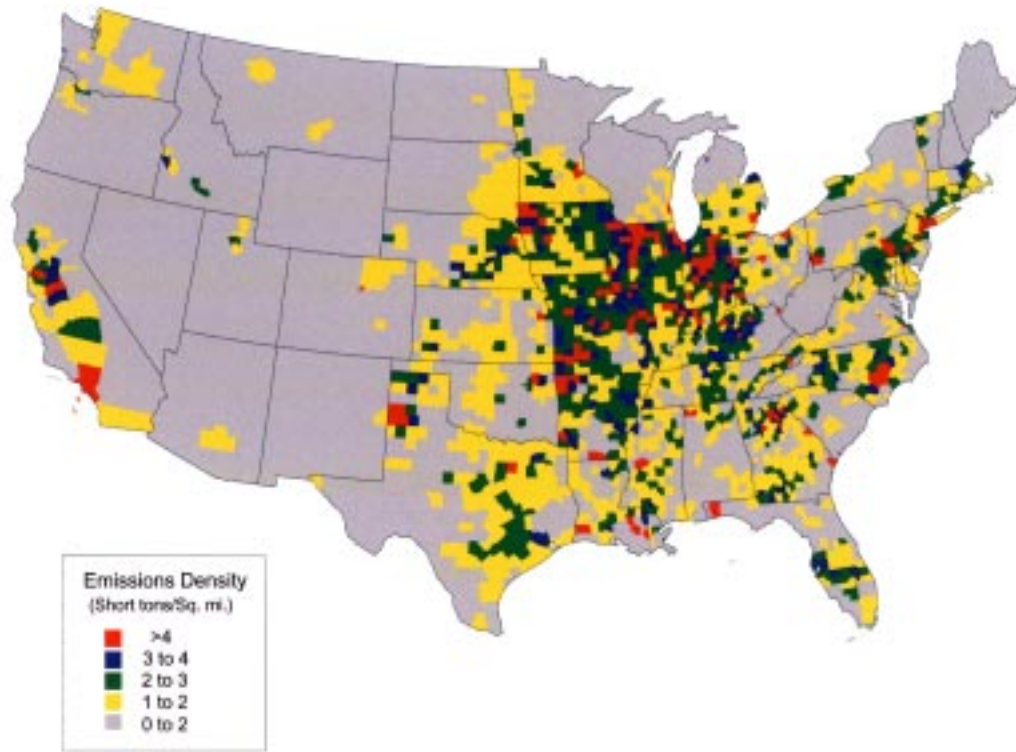 Emissions Density
(Short tons/Sq. mi.)
>4
3 to 4
2 to 3
1 to 2
0 to 2